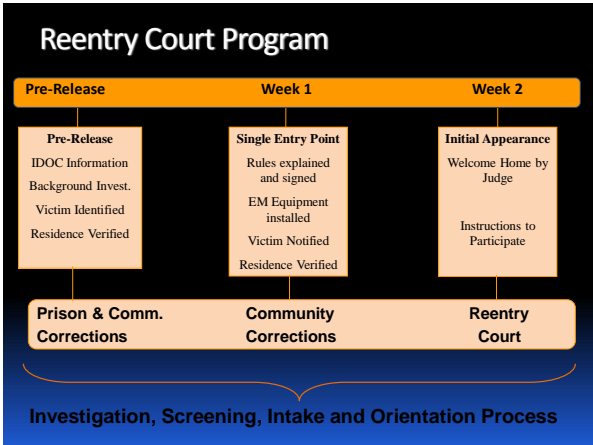 Reentry Court Program
Pre-Release
Week 1
Week 2
Pre-Release
IDOC Information
Background Invest.
Victim Identified
Residence Verified
Single Entry Point
Rules explained
and signed
EM Equipment
installed
Victim Notified
Residence Verified
Initial Appearance
Welcome Home by
Judge
Instructions to
Participate
Prison & Comm.
Corrections
Community
Corrections
Reentry
Court
Investigation, Screening, Intake and Orientation Process